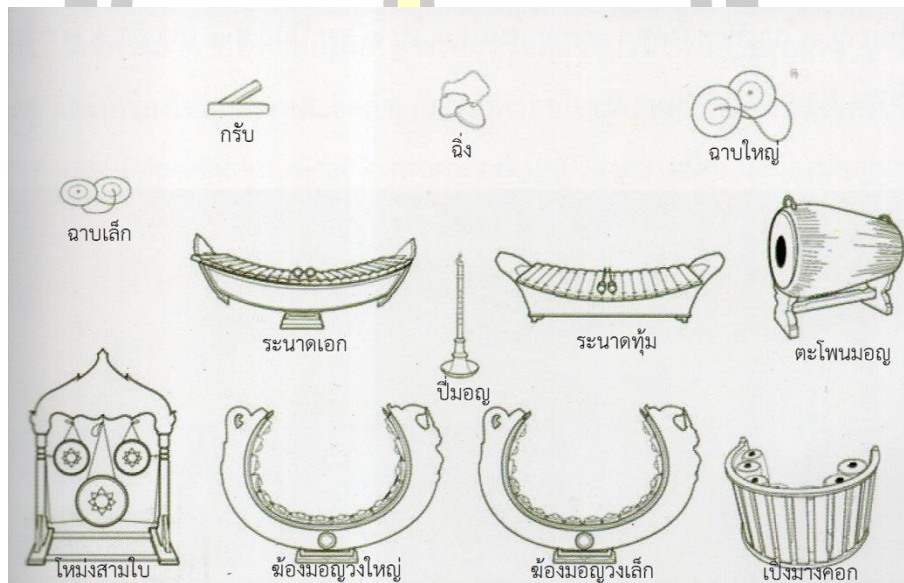 กรับ
ฉิ่ง
ฉาบใหญ่
ฉาบเล็ก
ระนาดเอก
ระนาดทุ้ม
ตะโพนมอญ
ปี่มอญ
โหม่งสามใบ
ฆ้องมอญวงใหญ่
ฆ้องมอญวงเล็ก
เปิงมางคอก